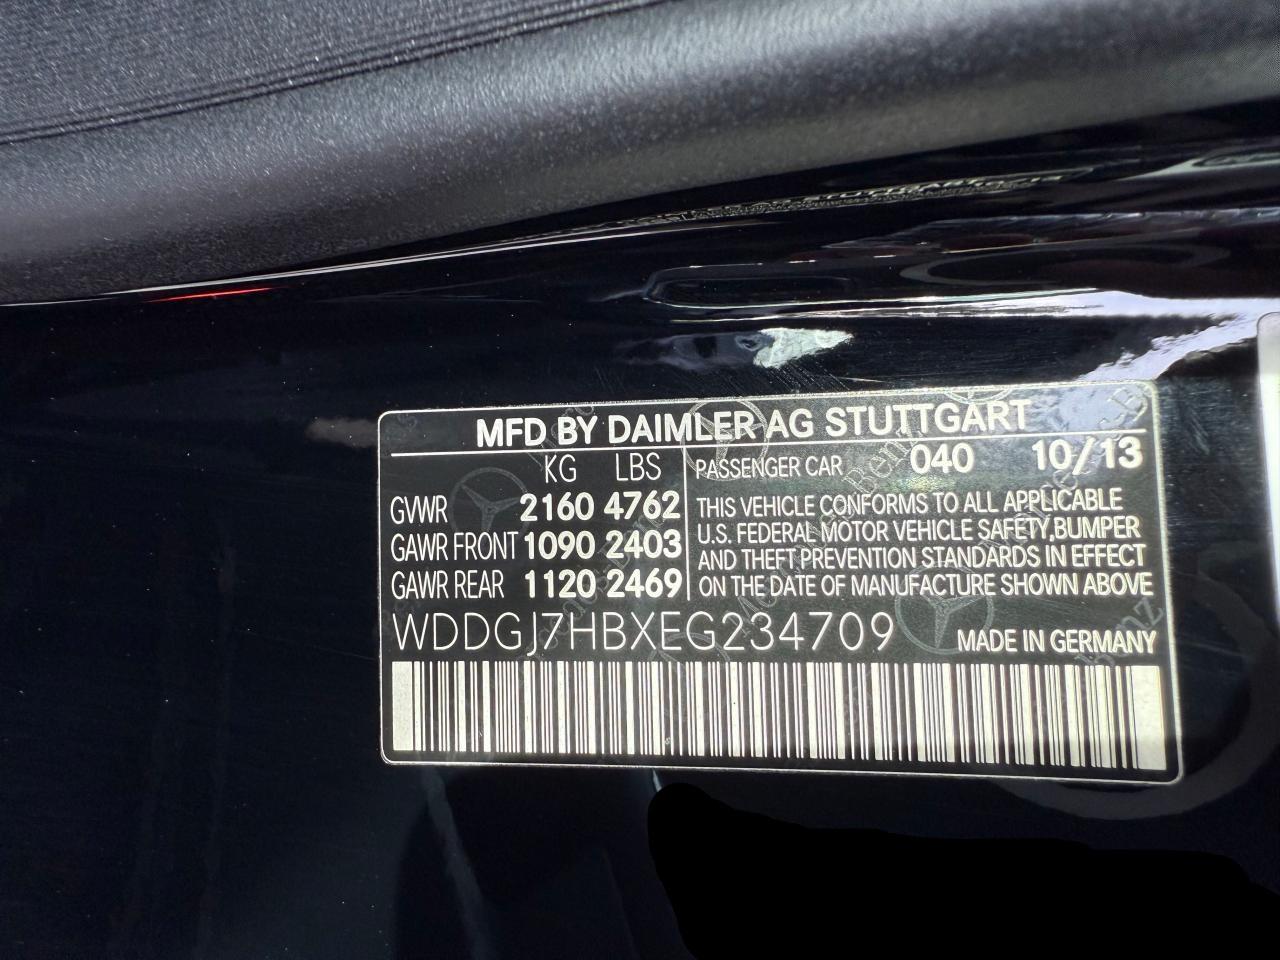 MFD BY DAIMLER AG STUTTGART
KG LBS
GVWR 2160 4762
GAWR FRONT 1090 2403
GAWR REAR 1120 2469
PASSENGER CAR 040 10/13
THIS VEHICLE CONFORMS TO ALL APPLICABLE
U.S. FEDERAL MOTOR VEHICLE SAFETY,BUMPER
AND THEFT PREVENTION STANDARDS IN EFFECT
ON THE DATE OF MANUFACTURE SHOWN ABOVE
WDDGJ7HBXEG234709 MADE IN GERMANY